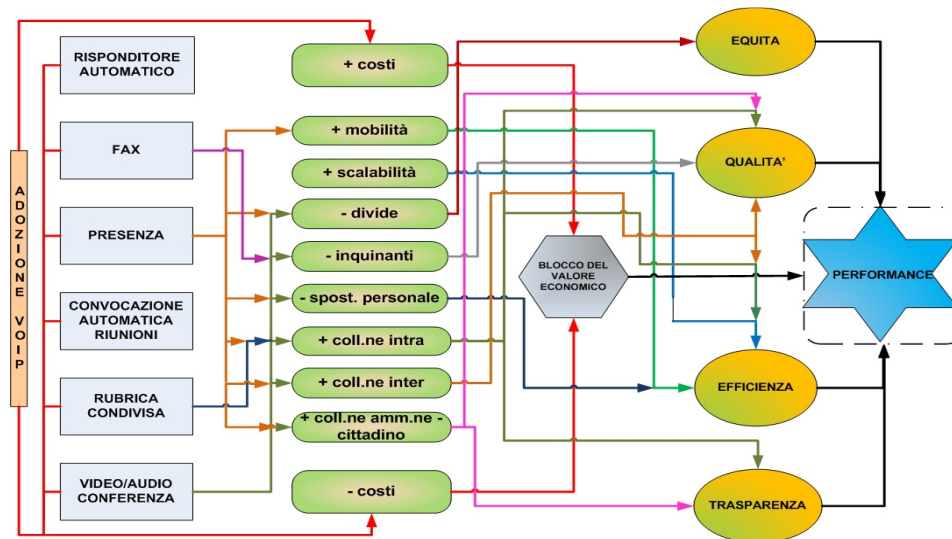 ADOZIONE VOIP
RISPONDITORE
AUTOMATICO
FAX
PRESENZA
CONVOCAZIONE
AUTOMATICA
RIUNIONI
RUBRICA
CONDIVISA
VIDEO/AUDIO
CONFERENZA
+ costi
+ mobilità
+ scalabilità
- divide
- inquinanti
- spost. personale
+ coll.ne intra
+ coll.ne inter
+ coll.ne amm.ne -
cittadino
- costi
BLOCCO DEL
VALORE
ECONOMICO
EQUITA
QUALITA'
EFFICIENZA
TRASPARENZA
PERFORMANCE